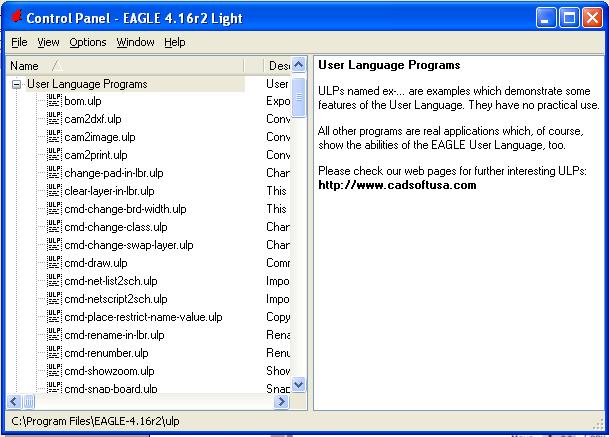 Control Panel - EAGLE 4.16r2 Light
File View Options Window Help
Name Des
User Language Programs User
bom.ulp Expo
cam2dxf.ulp Conv
cam2image.ulp Conv
cam2print.ulp Conv
change-pad-in-lbr.ulp Chan
clear-layer-in-lbr.ulp This
cmd-change-brd-width.ulp This
cmd-change-class.ulp Chan
cmd-change-swap-layer.ulp Chan
cmd-draw.ulp Comm
cmd-net-list2sch.ulp Impo
cmd-netscript2sch.ulp Impo
cmd-place-restrict-name-value.ulp Copy
cmd-rename-in-lbr.ulp Rena
cmd-renumber.ulp Renu
cmd-showzoom.ulp Show
cmd-snap-board.ulp Snap
User Language Programs
ULPs named ex-... are examples which demonstrate some
features of the User Language. They have no practical use.
All other programs are real applications which, of course,
show the abilities of the EAGLE User Language, too.
Please check our web pages for further interesting ULPs:
http://www.cadsoftusa.com
C:\Program Files\EAGLE-4.16r2\ulp